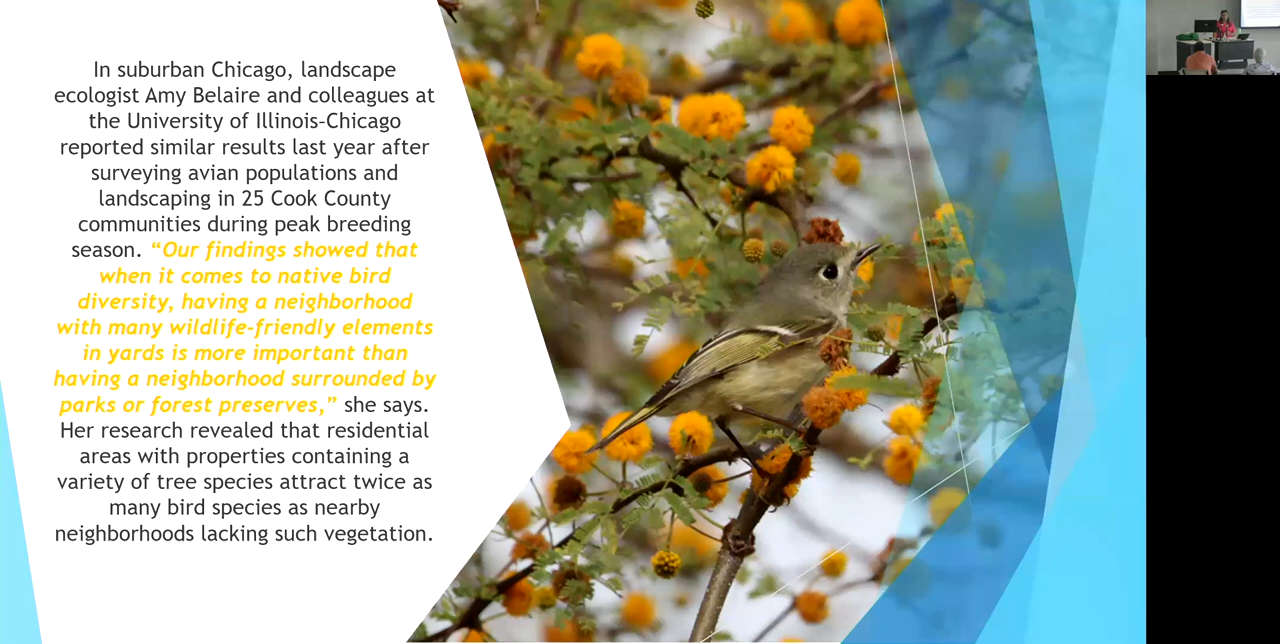 In suburban Chicago, landscape
ecologist Amy Belaire and colleagues at
the University of Illinois–Chicago
reported similar results last year after
surveying avian populations and
landscaping in 25 Cook County
communities during peak breeding
season. “Our findings showed that
when it comes to native bird
diversity, having a neighborhood
with many wildlife-friendly elements
in yards is more important than
having a neighborhood surrounded by
parks or forest preserves,” she says.
Her research revealed that residential
areas with properties containing a
variety of tree species attract twice as
many bird species as nearby
neighborhoods lacking such vegetation.